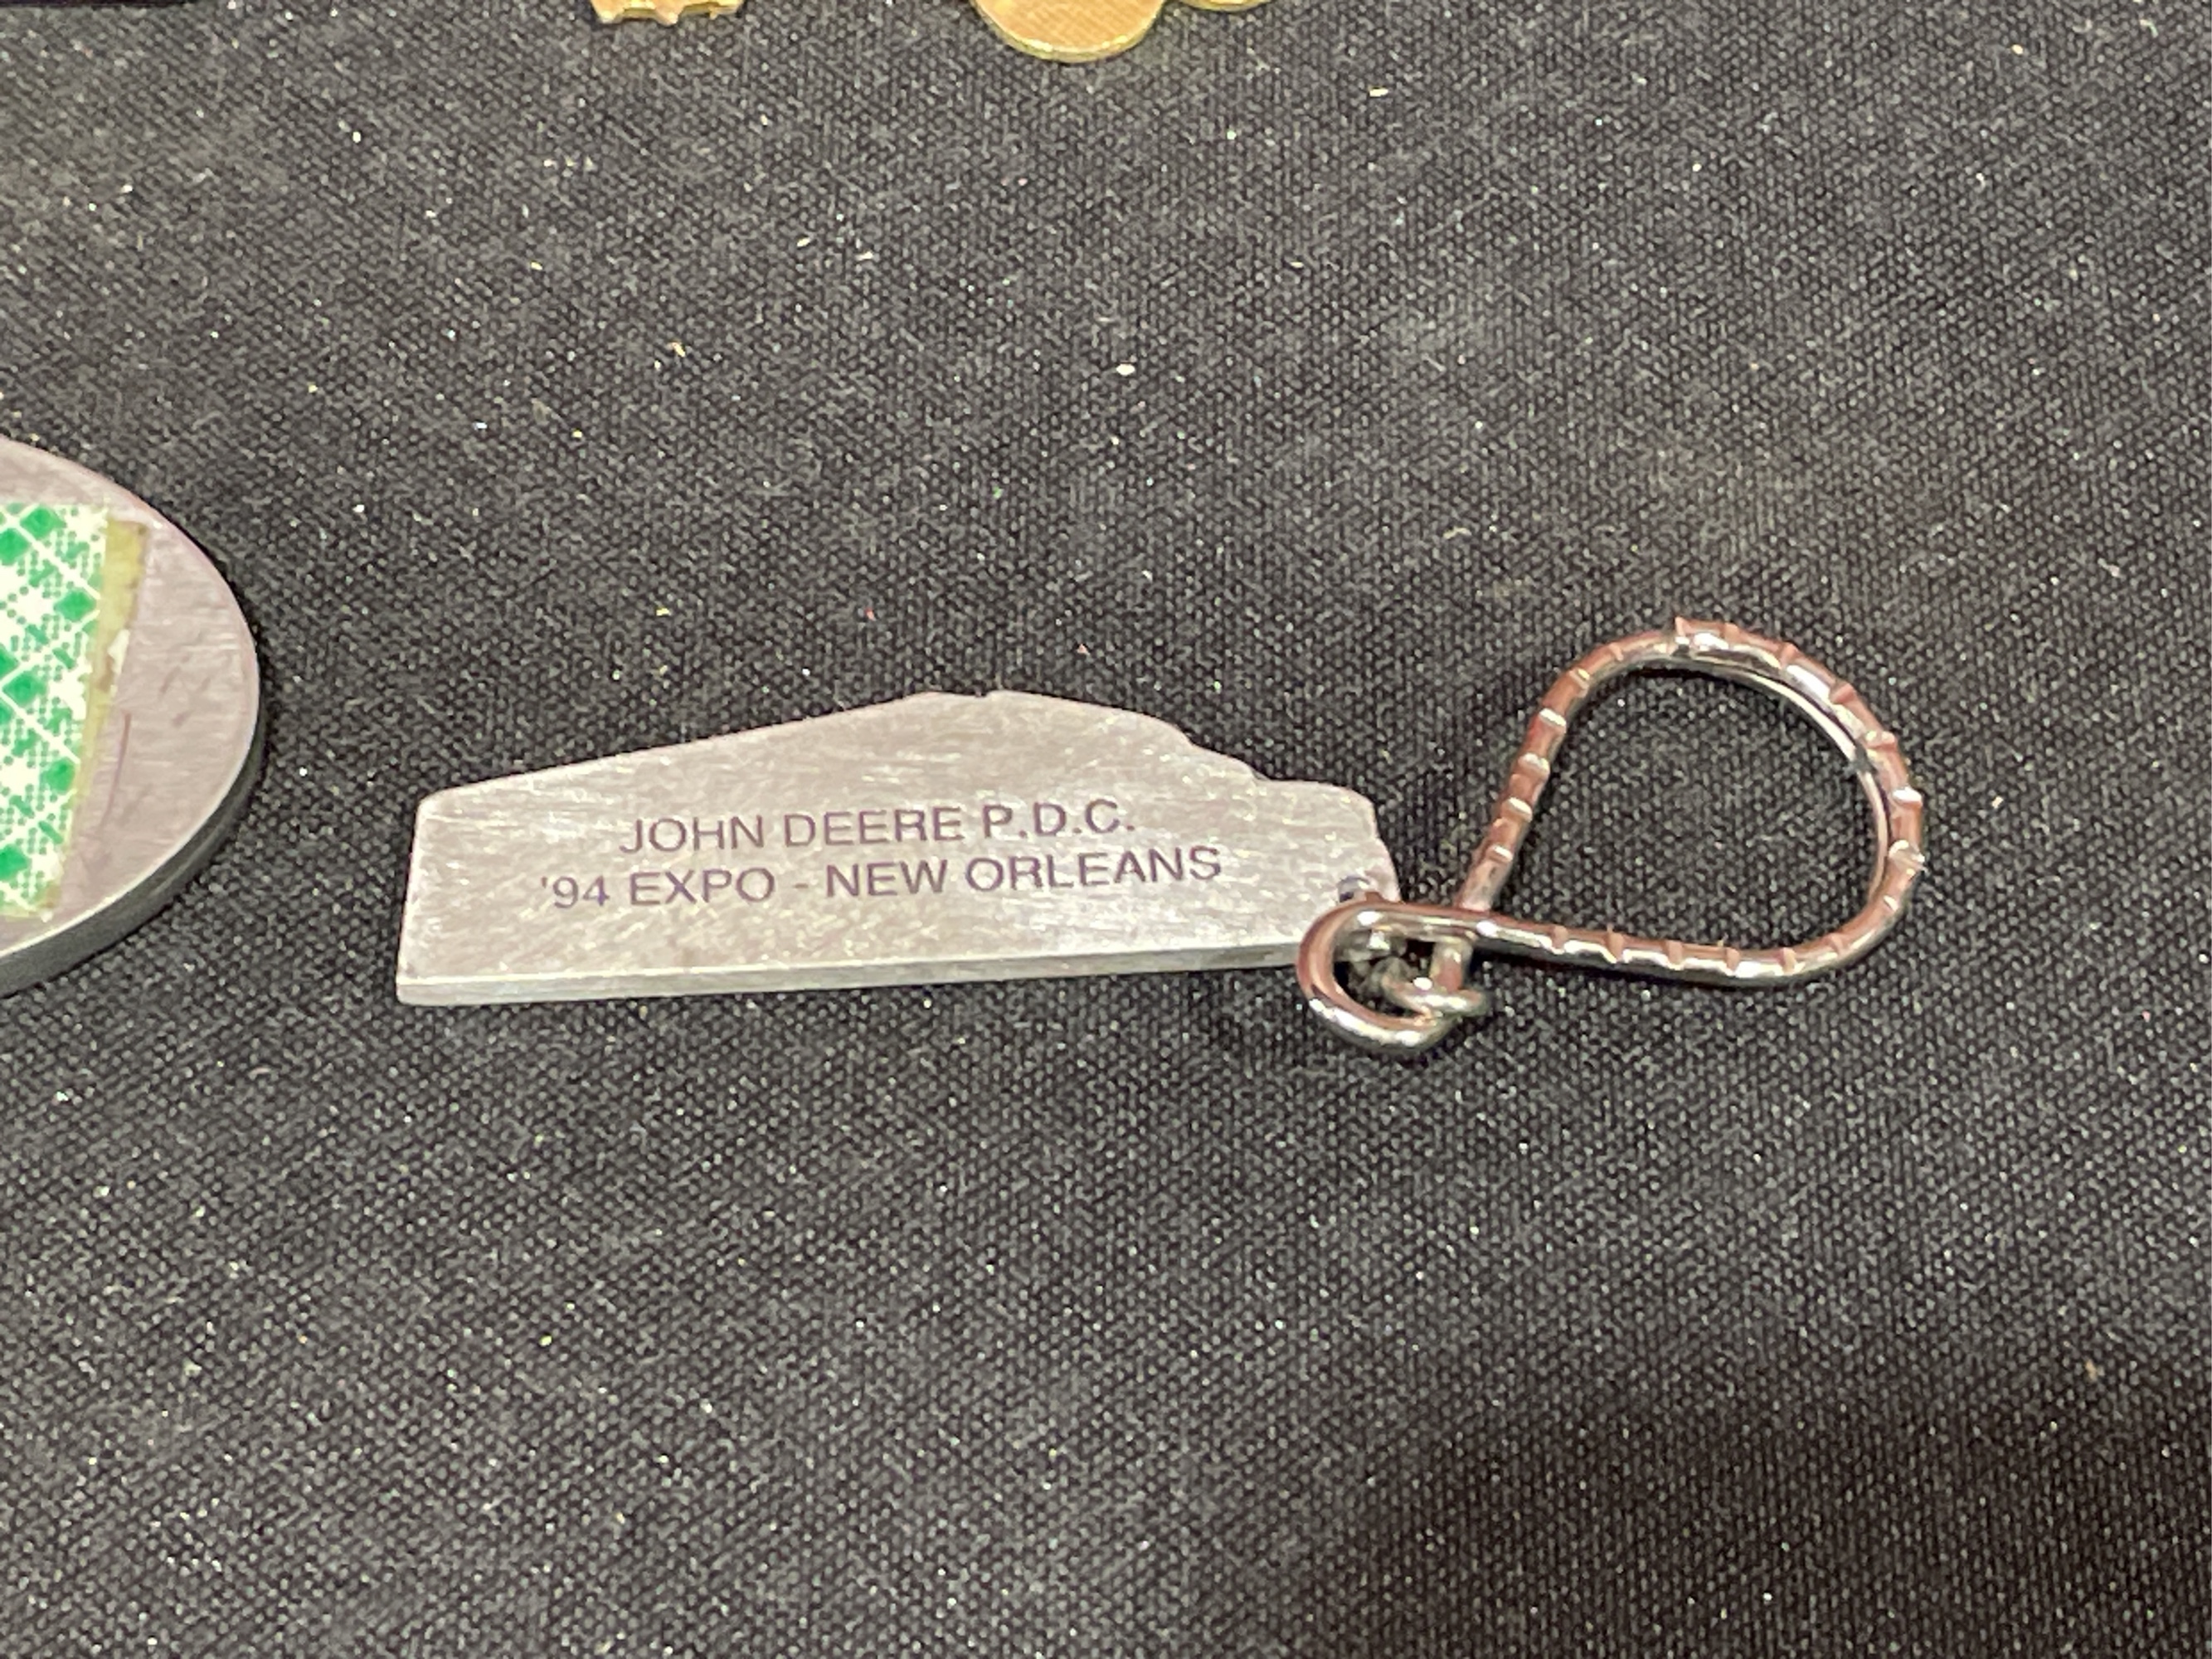 JOHN DEERE P.D.C.
'94 EXPO - NEW ORLEANS